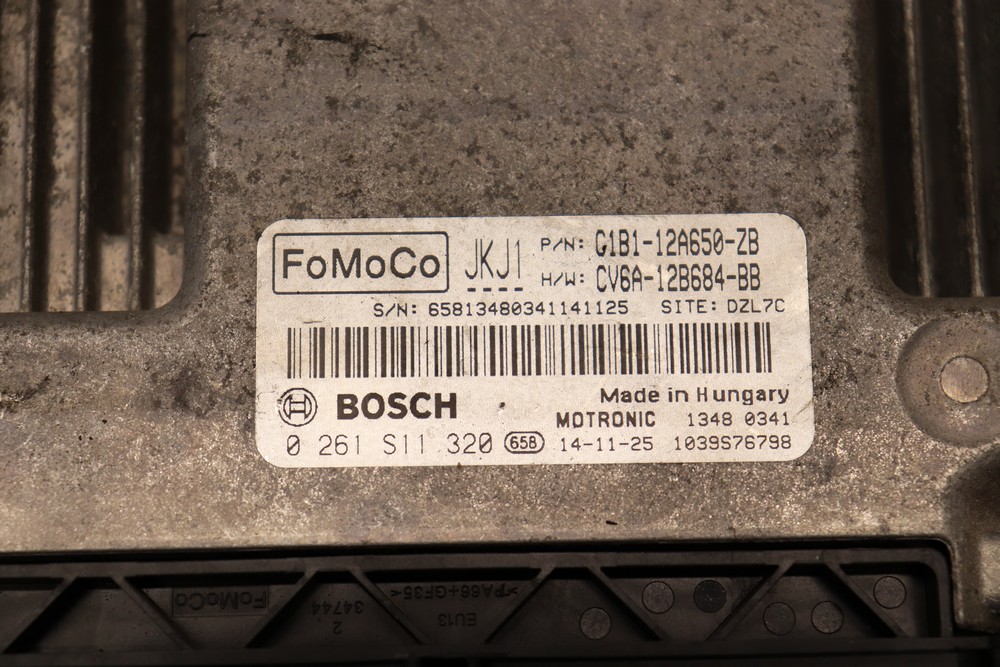 FoMoCo JKJ1 P/N: C1B1-12A650-ZB
H/W: CV6A-12B684-BB
S/N: 65813480341141125 SITE: DZL7C
BOSCH Made in Hungary
MOTRONIC 1348 0341
0 261 S11 320 65B 14-11-25 1039S76798
FoMoCo
34744
2
EU13
>PA66+GF35<